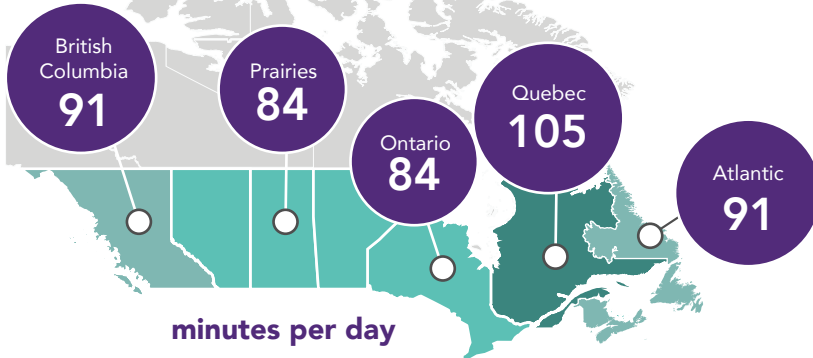 British
Columbia
91
Prairies
84
Ontario
84
Quebec
105
Atlantic
91
minutes per day